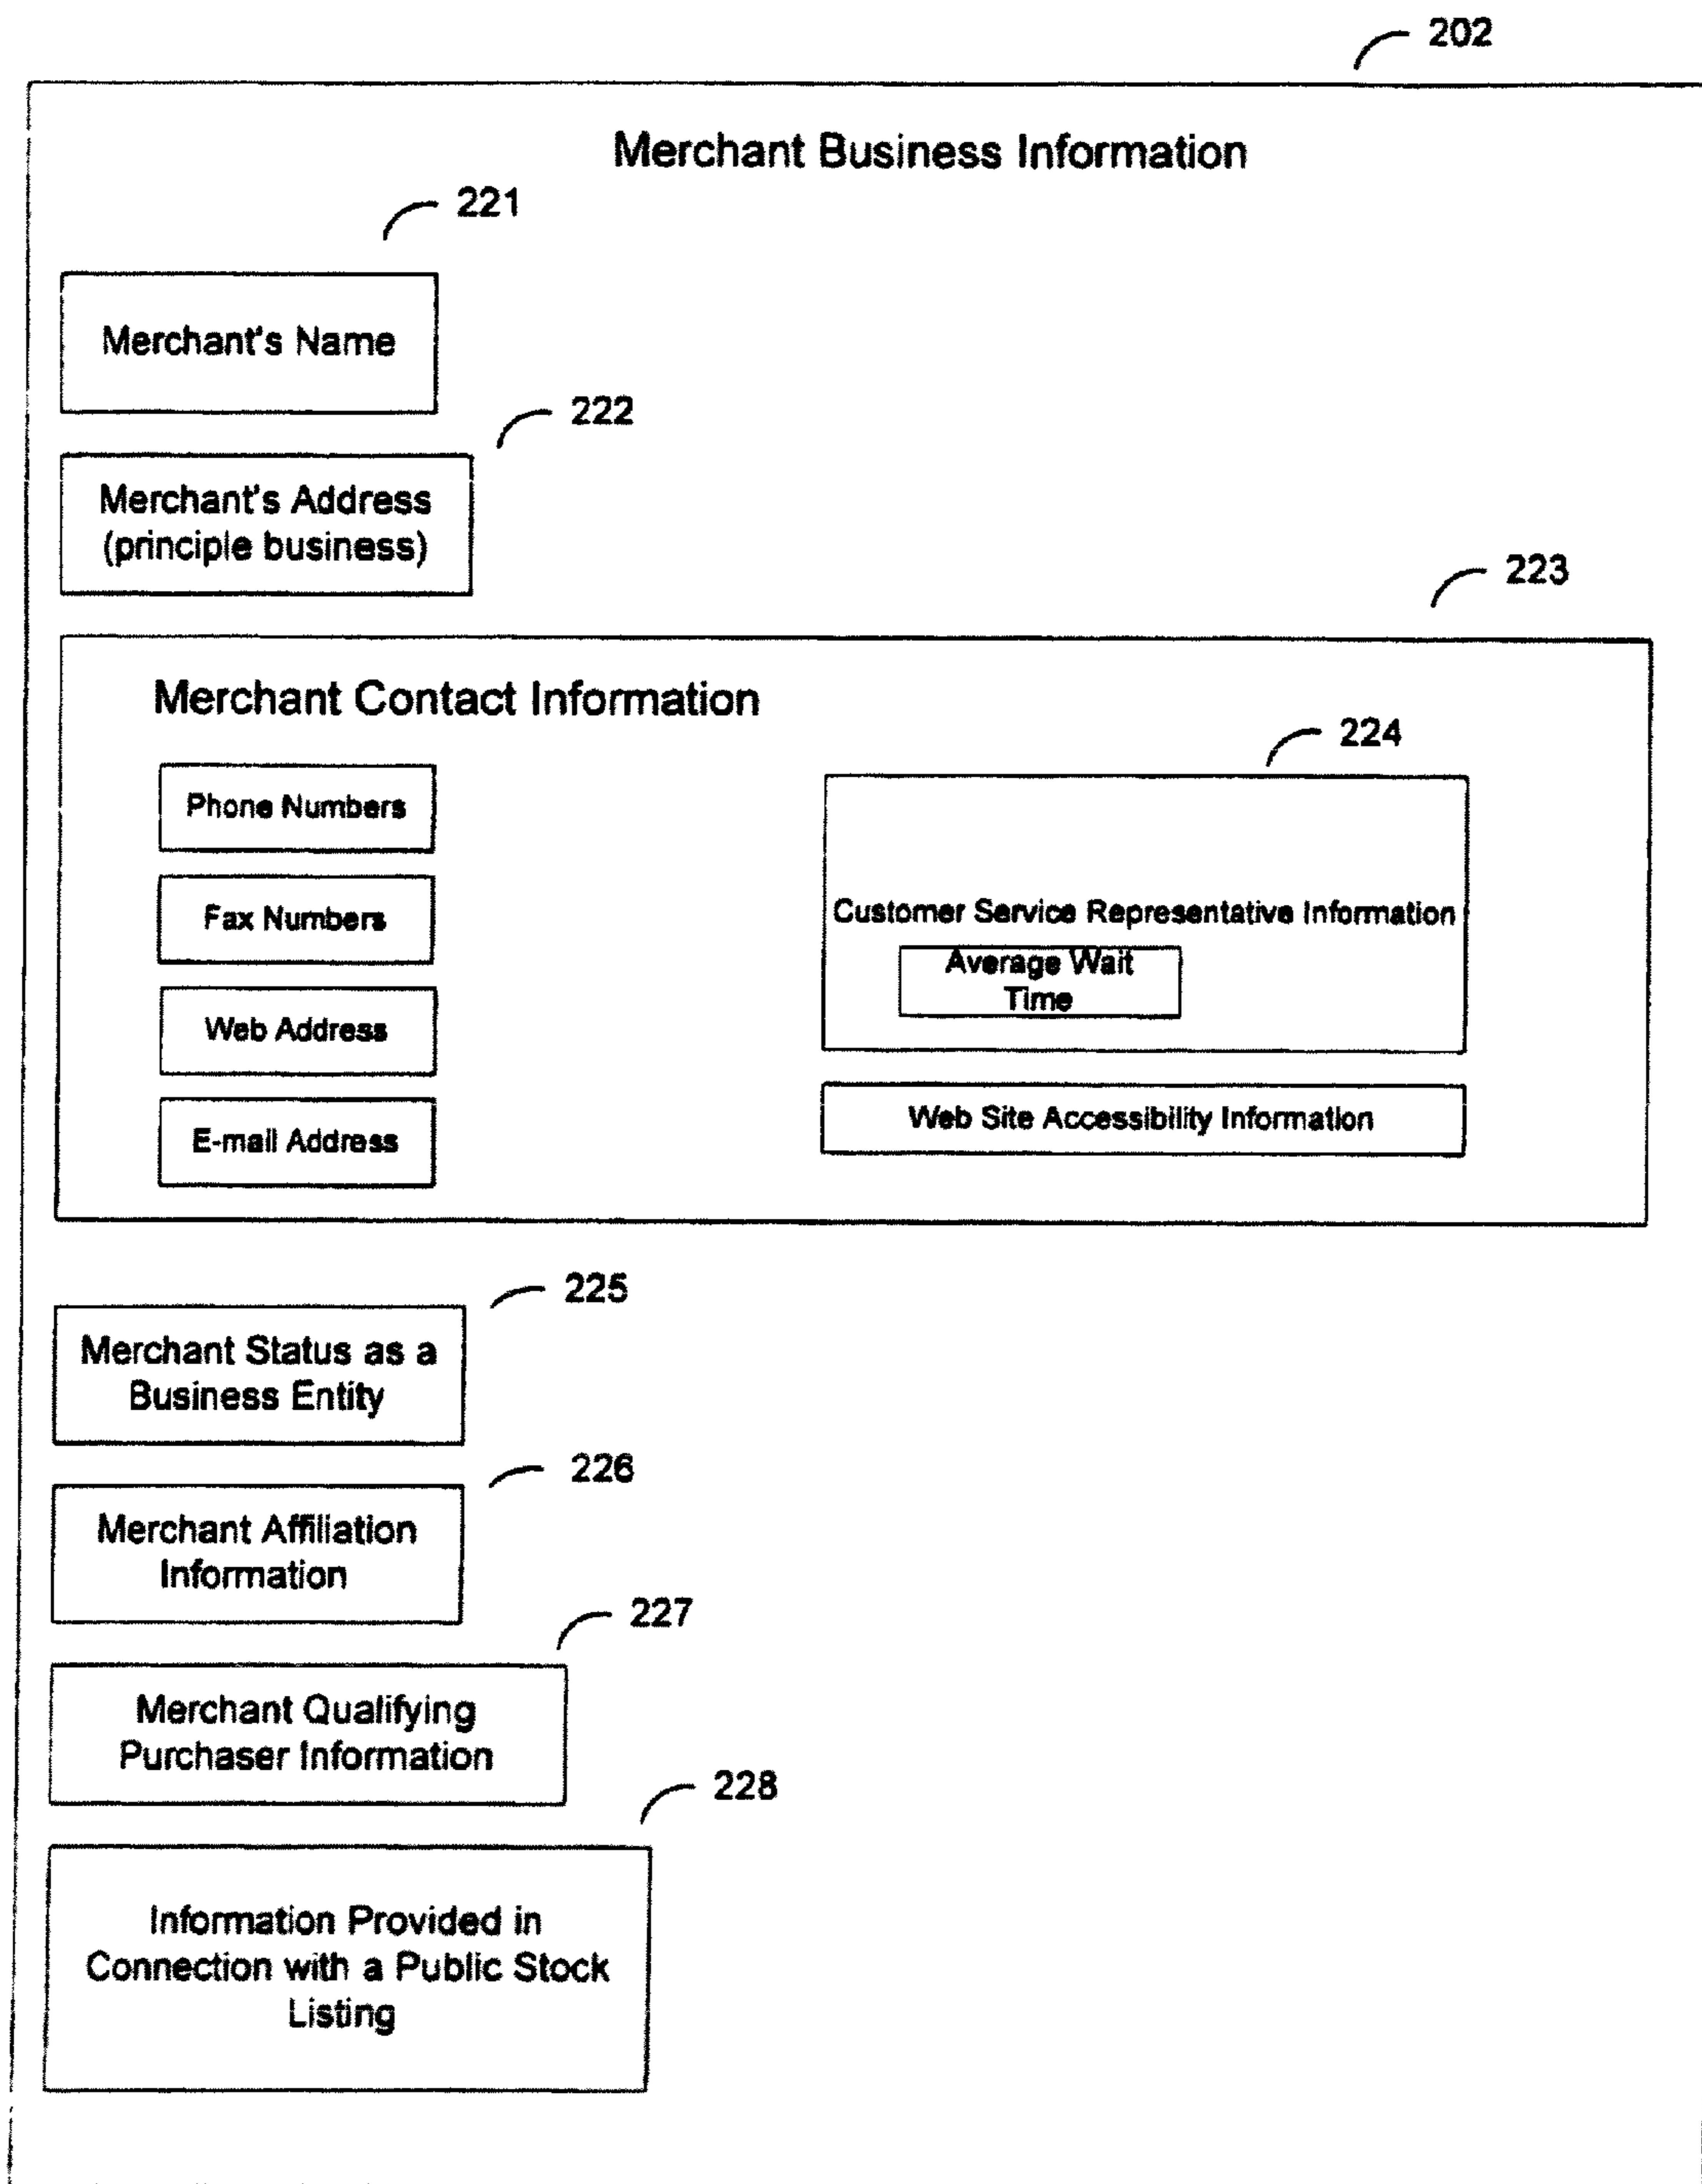 202
Merchant Business Information
221
Merchant's Name
222
Merchant's Address
(principle business)
223
Merchant Contact Information
224
Phone Numbers
Fax Numbers
Web Address
E-mail Address
Customer Service Representative Information
Average Wait
Time
Web Site Accessibility Information
225
Merchant Status as a
Business Entity
226
Merchant Affiliation
Information
227
Merchant Qualifying
Purchaser Information
228
Information Provided in
Connection with a Public Stock
Listing